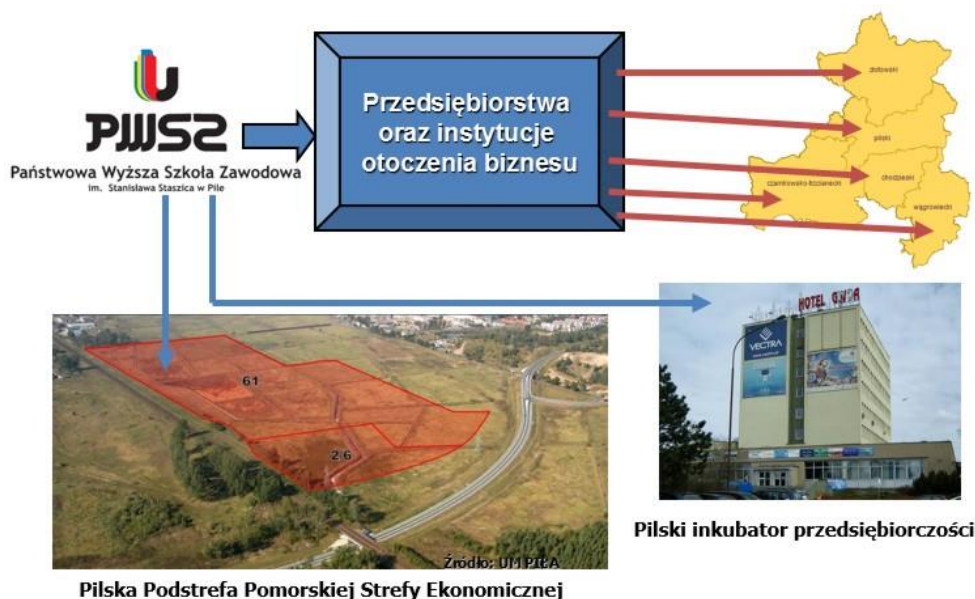 PWSZ
Państwowa Wyższa Szkoła Zawodowa
im. Stanisława Staszica w Pile
Przedsiębiorstwa
oraz instytucje
otoczenia biznesu
złotowski
pilski
czarnkowsko-trzcianecki
chodzieski
wągrowiecki
61
2,6
Źródło: UM PIŁA
Pilska Podstrefa Pomorskiej Strefy Ekonomicznej
HOTEL GWDA
VECTRA
Pilski inkubator przedsiębiorczości